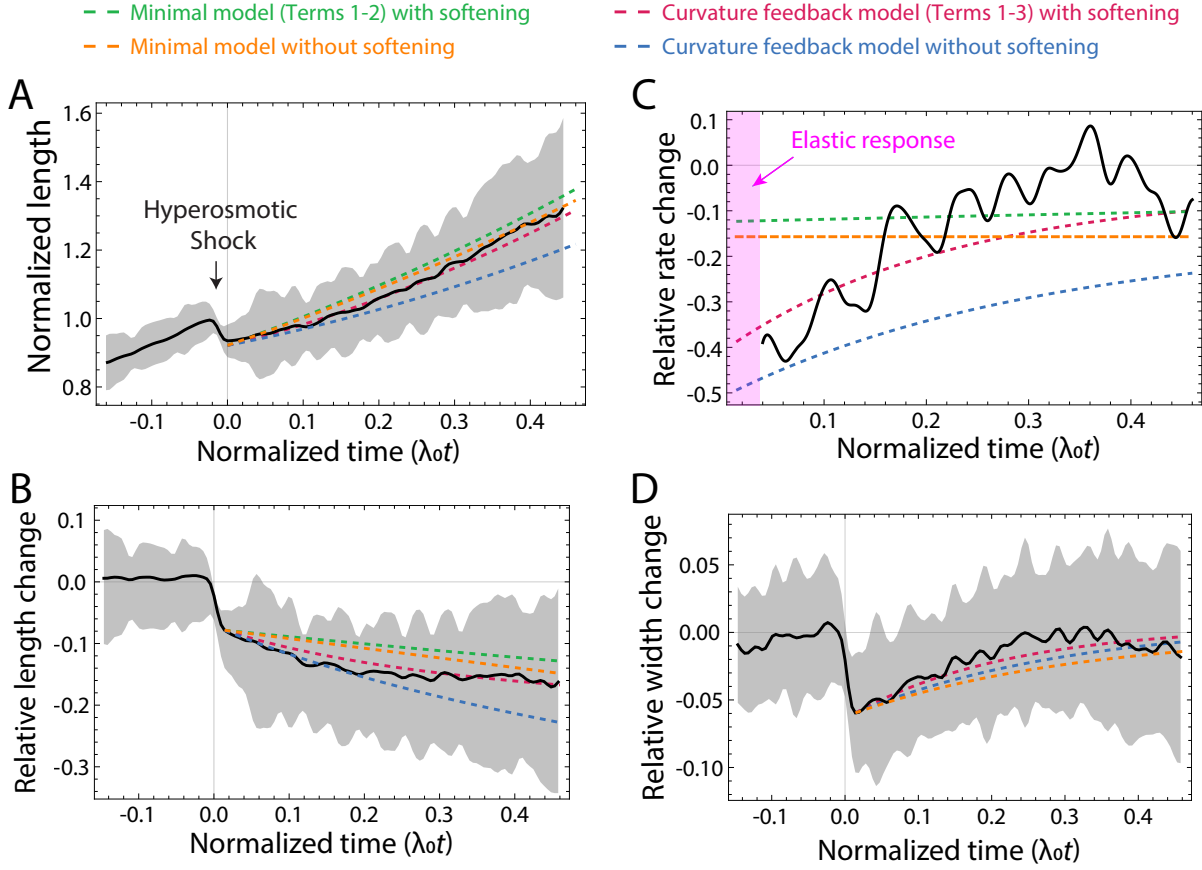 Minimal model (Terms 1-2) with softening
Curvature feedback model (Terms 1-3) with softening
Minimal model without softening
Curvature feedback model without softening
A
Normalized length
1.6
1.4
1.2
1.0
0.8
Hyperosmotic
Shock
-0.1
0.0
0.1
0.2
0.3
0.4
Normalized time (λ₀t)
C
Relative rate change
0.1
0.0
-0.1
-0.2
-0.3
-0.4
-0.5
Elastic response
0.1
0.2
0.3
0.4
Normalized time (λ₀t)
B
Relative length change
0.1
0.0
-0.1
-0.2
-0.3
-0.1
0.0
0.1
0.2
0.3
0.4
Normalized time (λ₀t)
D
Relative width change
0.05
0.00
-0.05
-0.10
-0.1
0.0
0.1
0.2
0.3
0.4
Normalized time (λ₀t)